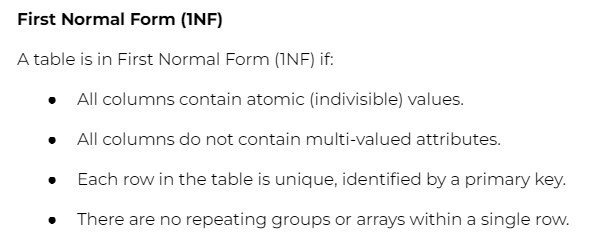 First Normal Form (1NF)
A table is in First Normal Form (1NF) if:
● All columns contain atomic (indivisible) values.
● All columns do not contain multi-valued attributes.
● Each row in the table is unique, identified by a primary key.
● There are no repeating groups or arrays within a single row.